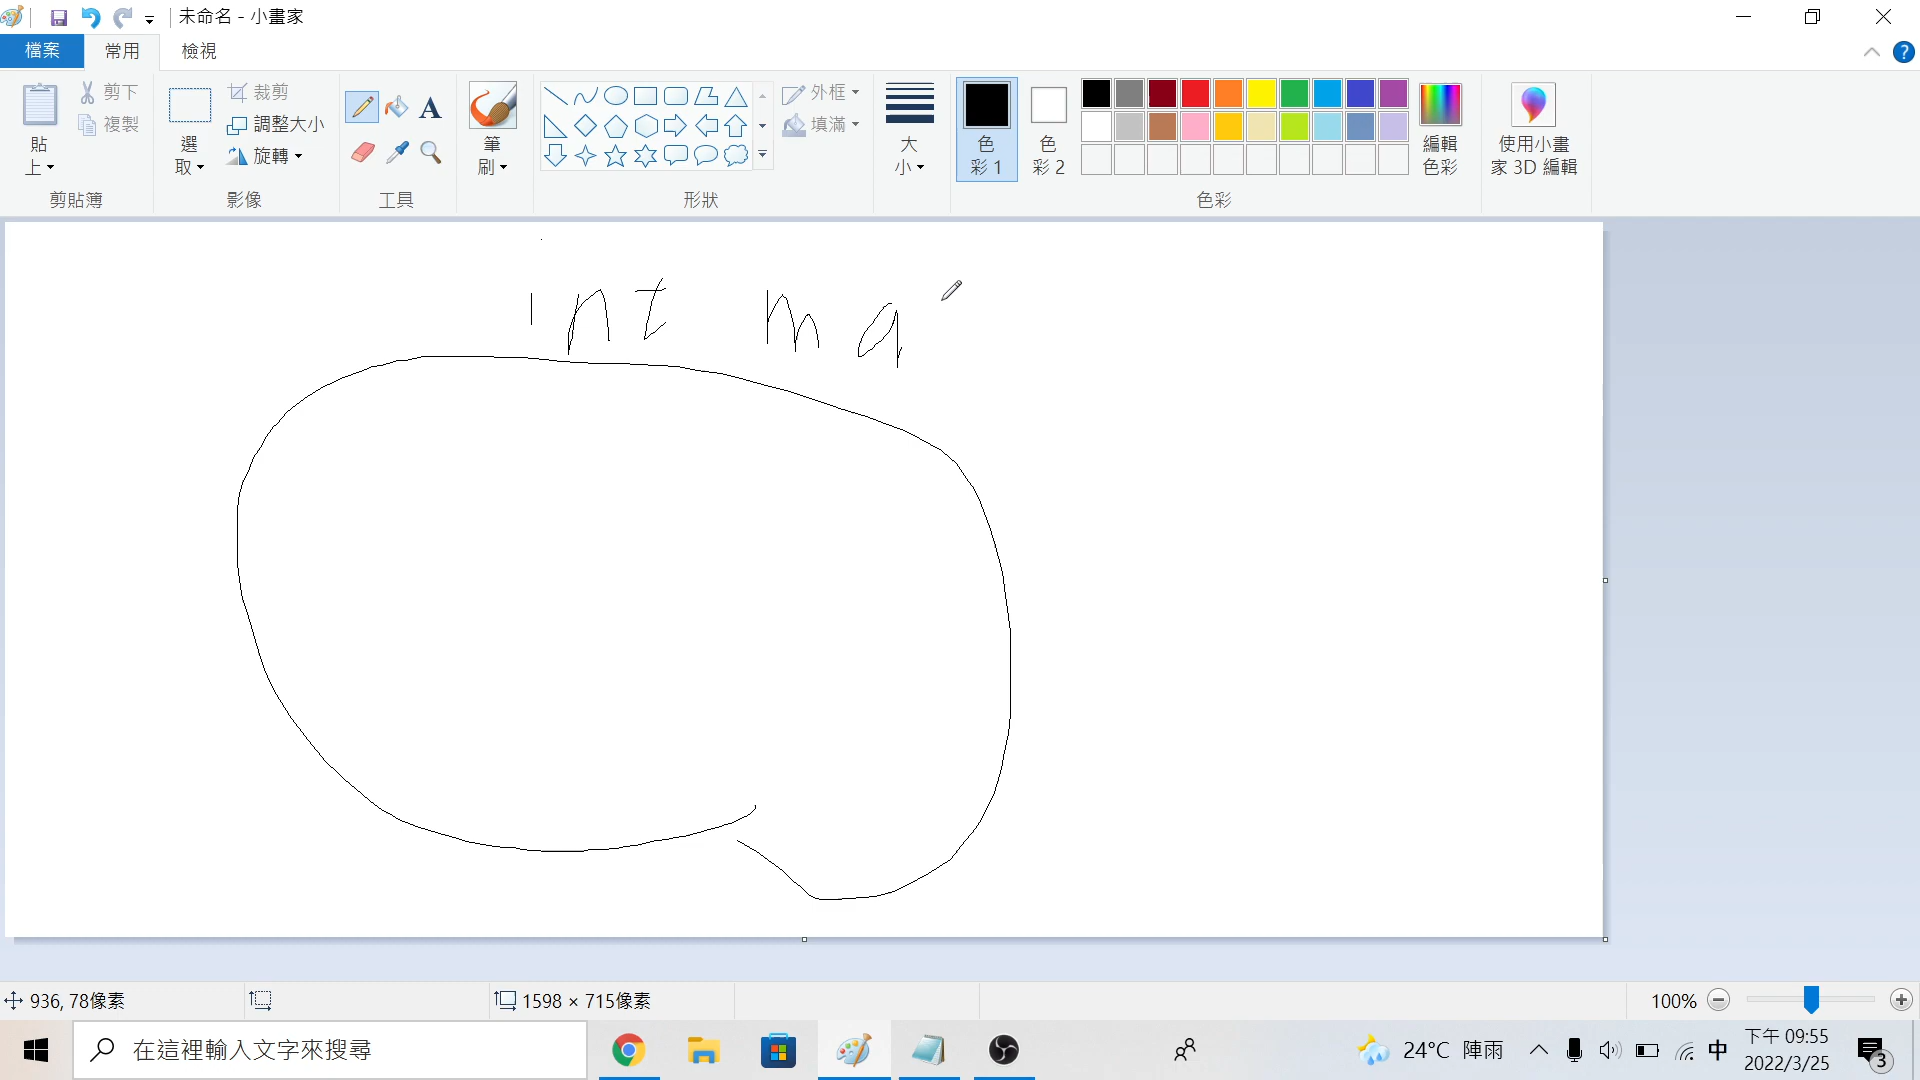 未命名 - 小畫家
檔案 常用 檢視
貼上 剪下 複製 剪貼簿
選取 裁剪 調整大小 旋轉 影像
工具
筆刷
外框 填滿 形狀
大小
色彩 1 色彩 2 編輯色彩 色彩
使用小畫家 3D 編輯
int ma
936, 78像素 1598 × 715像素 100%
在這裡輸入文字來搜尋 24°C 陣雨 中 下午 09:55
2022/3/25 3